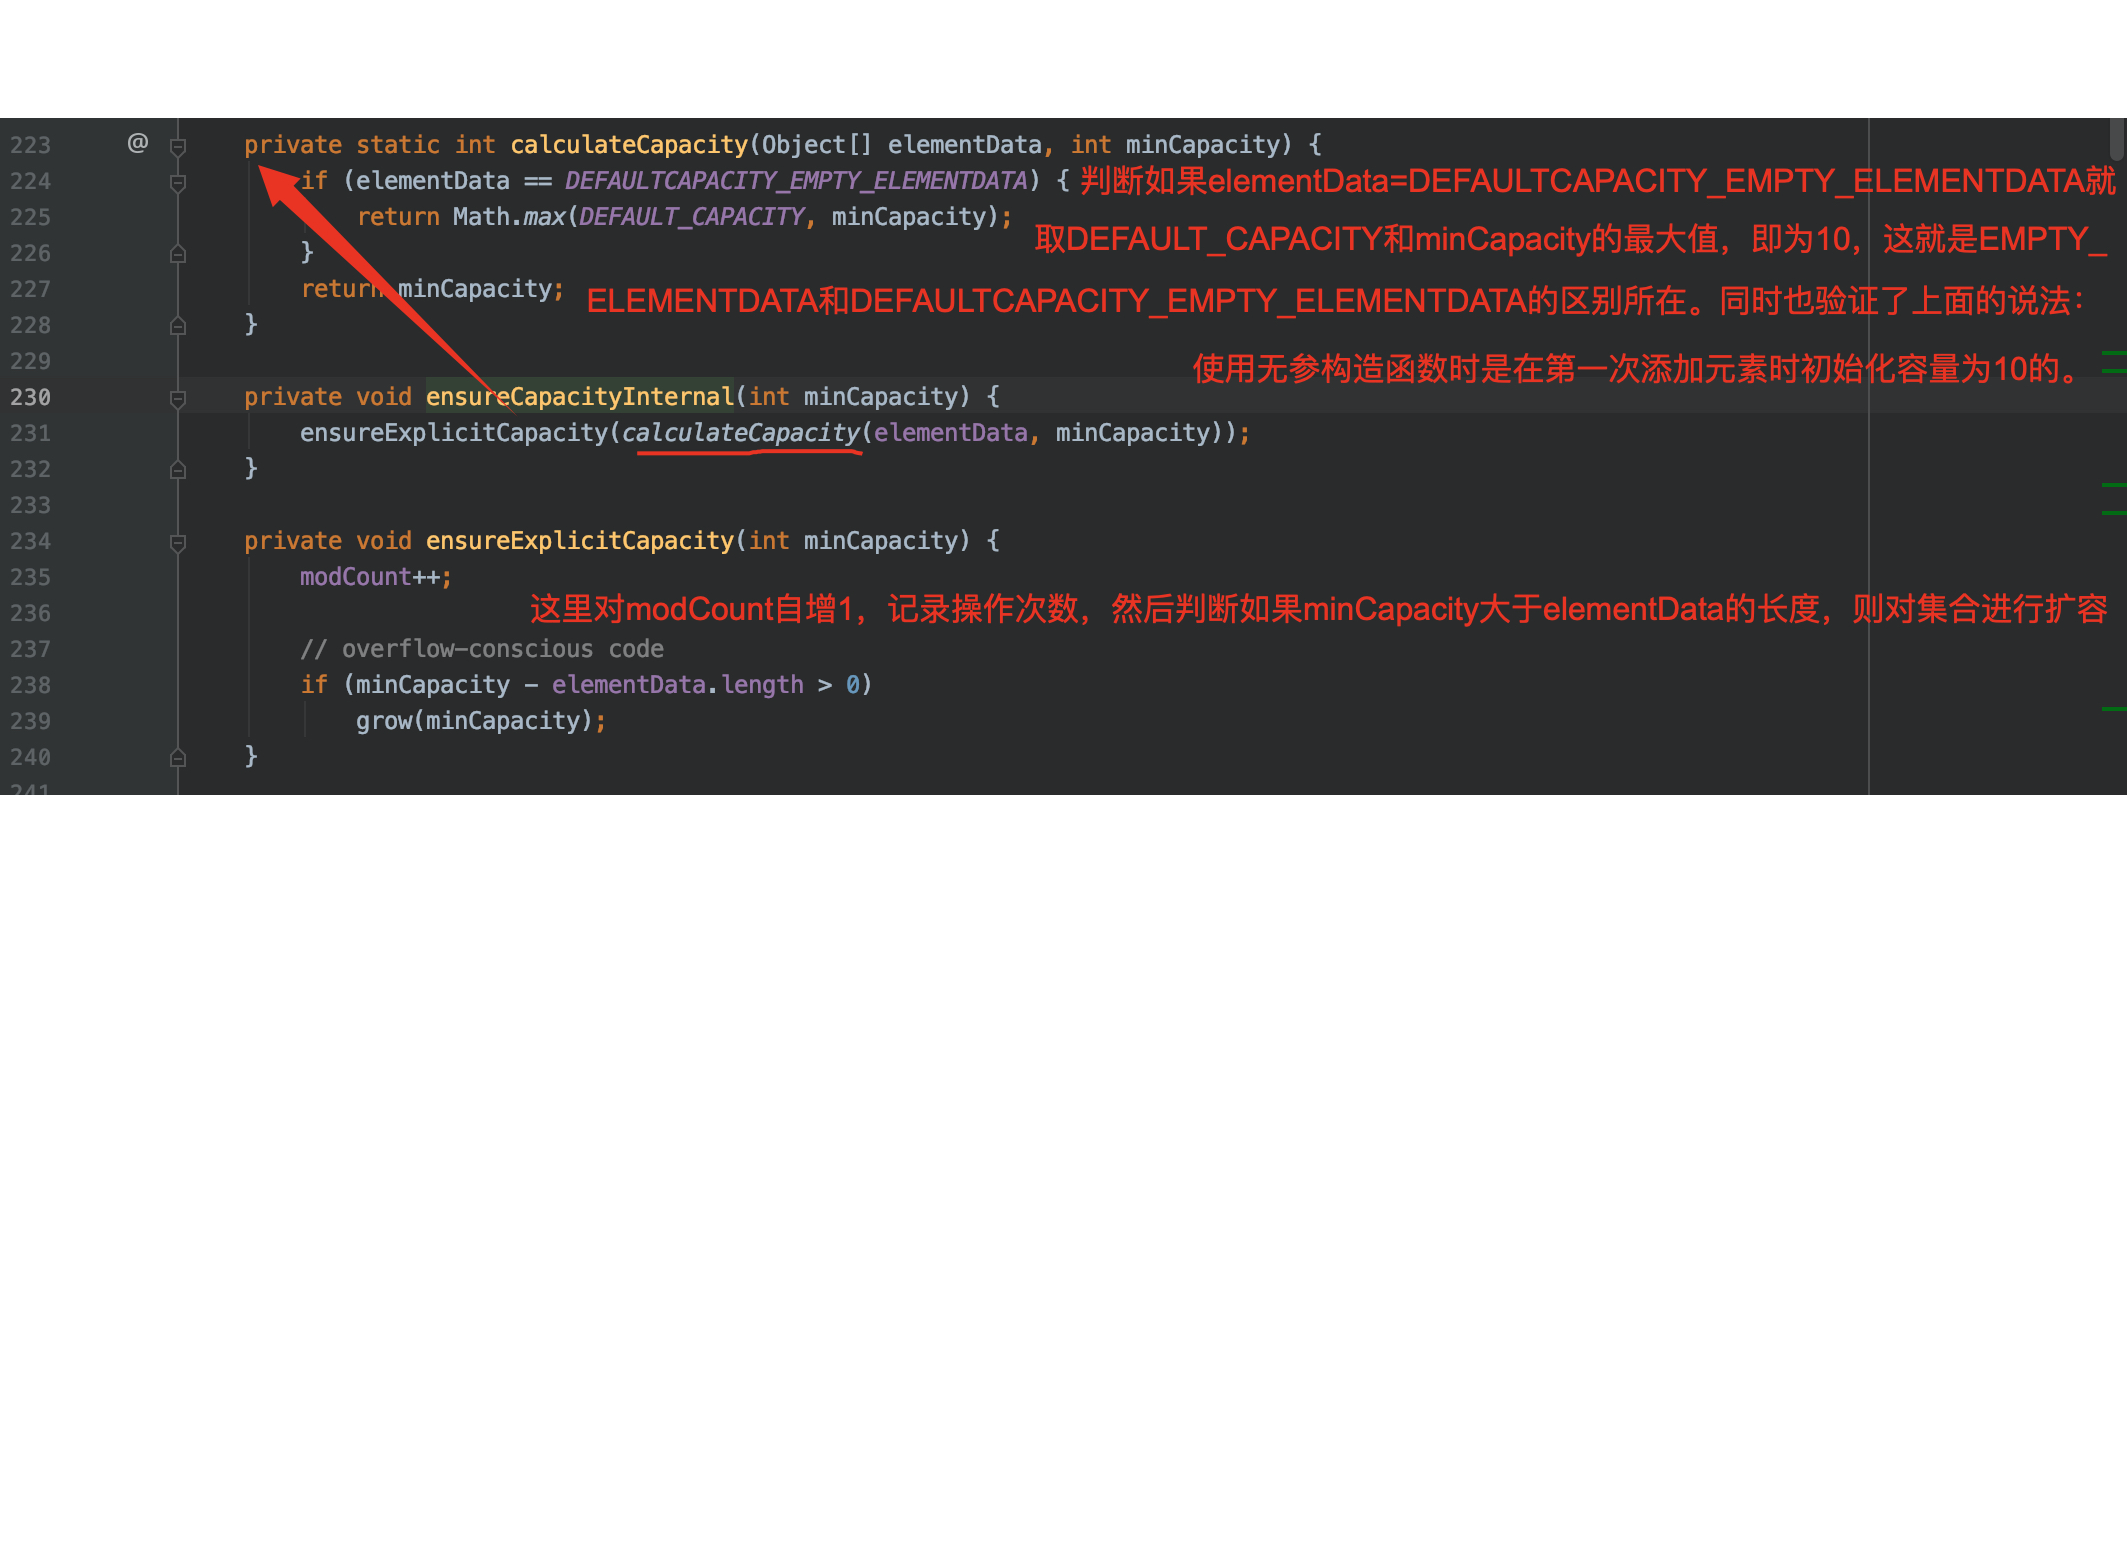 223 @ private static int calculateCapacity(Object[] elementData, int minCapacity) {
224 if (elementData == DEFAULTCAPACITY_EMPTY_ELEMENTDATA) { 判断如果elementData=DEFAULTCAPACITY_EMPTY_ELEMENTDATA就
225 return Math.max(DEFAULT_CAPACITY, minCapacity);
取DEFAULT_CAPACITY和minCapacity的最大值，即为10，这就是EMPTY_
226 }
227 return minCapacity;
ELEMENTDATA和DEFAULTCAPACITY_EMPTY_ELEMENTDATA的区别所在。同时也验证了上面的说法：
228 }
229
使用无参构造函数时是在第一次添加元素时初始化容量为10的。
230 private void ensureCapacityInternal(int minCapacity) {
231 ensureExplicitCapacity(calculateCapacity(elementData, minCapacity));
232 }
233
234 private void ensureExplicitCapacity(int minCapacity) {
235 modCount++;
236 这里对modCount自增1，记录操作次数，然后判断如果minCapacity大于elementData的长度，则对集合进行扩容
237 // overflow-conscious code
238 if (minCapacity - elementData.length > 0)
239 grow(minCapacity);
240 }
241